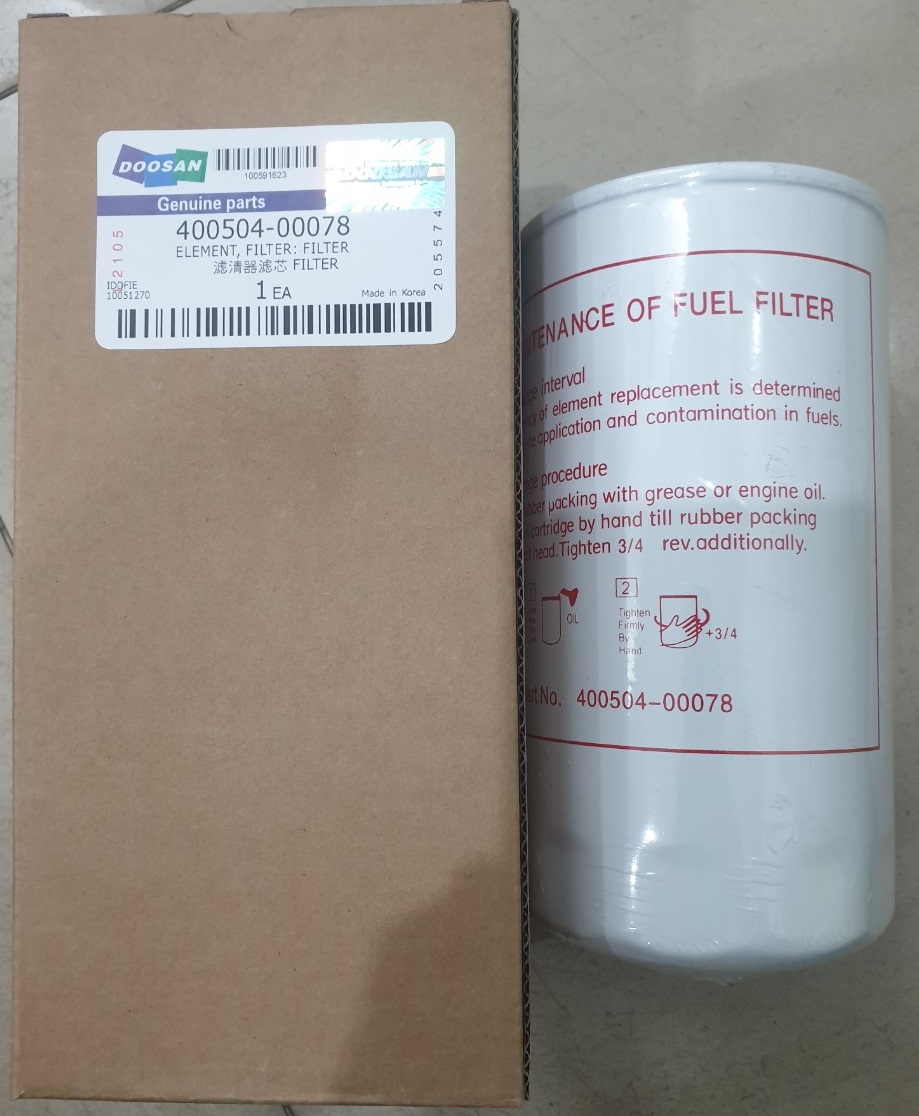 DOOSAN
100591623
DOOSAN
Genuine parts
400504-00078
ELEMENT, FILTER: FILTER
滤清器滤芯 FILTER
2105
205574
IDOFIE
10051270
1 EA
Made in Korea
TENANCE OF FUEL FILTER
interval
of element replacement is determined
application and contamination in fuels.
procedure
packing with grease or engine oil.
cartridge by hand till rubber packing
head.Tighten 3/4 rev.additionally.
OIL
2
Tighten
Firmly
By
Hand
+3/4
No. 400504-00078